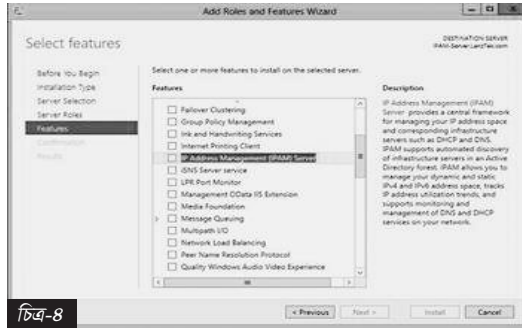 Add Roles and Features Wizard
Select features
DESTINATION SERVER
IPAM-Server.LanzTek.com
Before You Begin
Installation Type
Server Selection
Server Roles
Features
Confirmation
Results
Select one or more features to install on the selected server.
Features
Failover Clustering
Group Policy Management
Ink and Handwriting Services
Internet Printing Client
IP Address Management (IPAM) Server
iSNS Server service
LPR Port Monitor
Management OData IIS Extension
Media Foundation
Message Queuing
Multipath I/O
Network Load Balancing
Peer Name Resolution Protocol
Quality Windows Audio Video Experience
Description
IP Address Management (IPAM)
Server provides a central framework
for managing your IP address space
and corresponding infrastructure
servers such as DHCP and DNS.
IPAM supports automated discovery
of infrastructure servers in an Active
Directory forest. IPAM allows you to
manage your dynamic and static
IPv4 and IPv6 address space, tracks
IP address utilization trends, and
supports monitoring and
management of DNS and DHCP
services on your network.
< Previous
Next >
Install
Cancel
চিত্র-৪